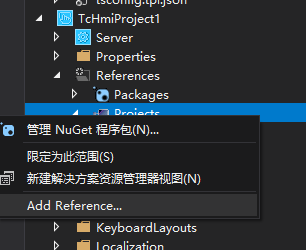 tsconfig.tpl.json
TcHmiProject1
Server
Properties
References
Packages
Projects
管理 NuGet 程序包(N)...
限定为此范围(S)
新建解决方案资源管理器视图(N)
Add Reference...
KeyboardLayouts
Localization